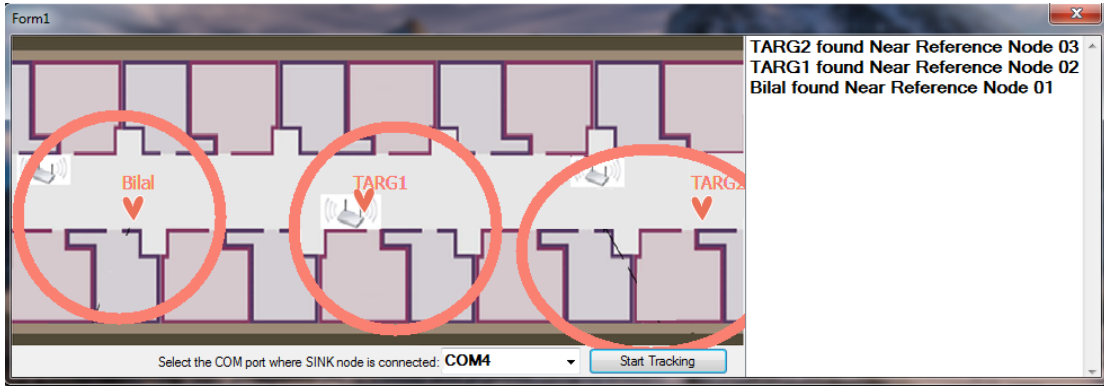 Form1
TARG2 found Near Reference Node 03
TARG1 found Near Reference Node 02
Bilal found Near Reference Node 01
Bilal
TARG1
TARG2
Select the COM port where SINK node is connected: COM4
Start Tracking